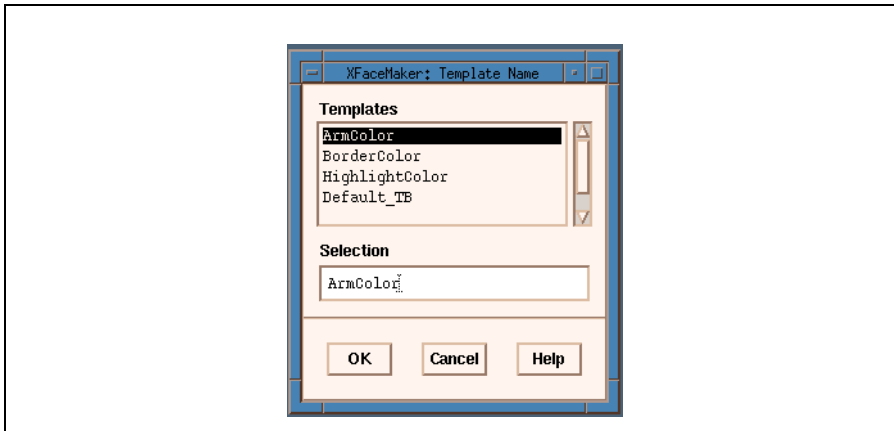 XFaceMaker: Template Name
Templates
ArmColor
BorderColor
HighlightColor
Default_TB
Selection
ArmColor
OK Cancel Help